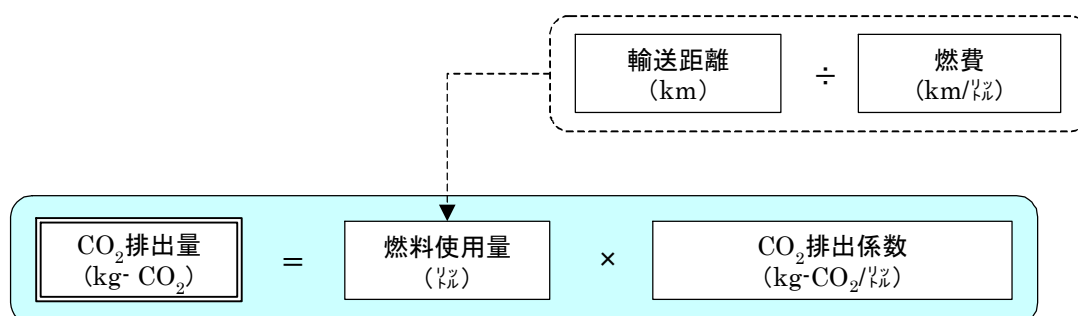 輸送距離
(km)
÷
燃費
(km/㍑)
CO₂排出量
(kg- CO₂)
=
燃料使用量
(㍑)
×
CO₂排出係数
(kg-CO₂/㍑)